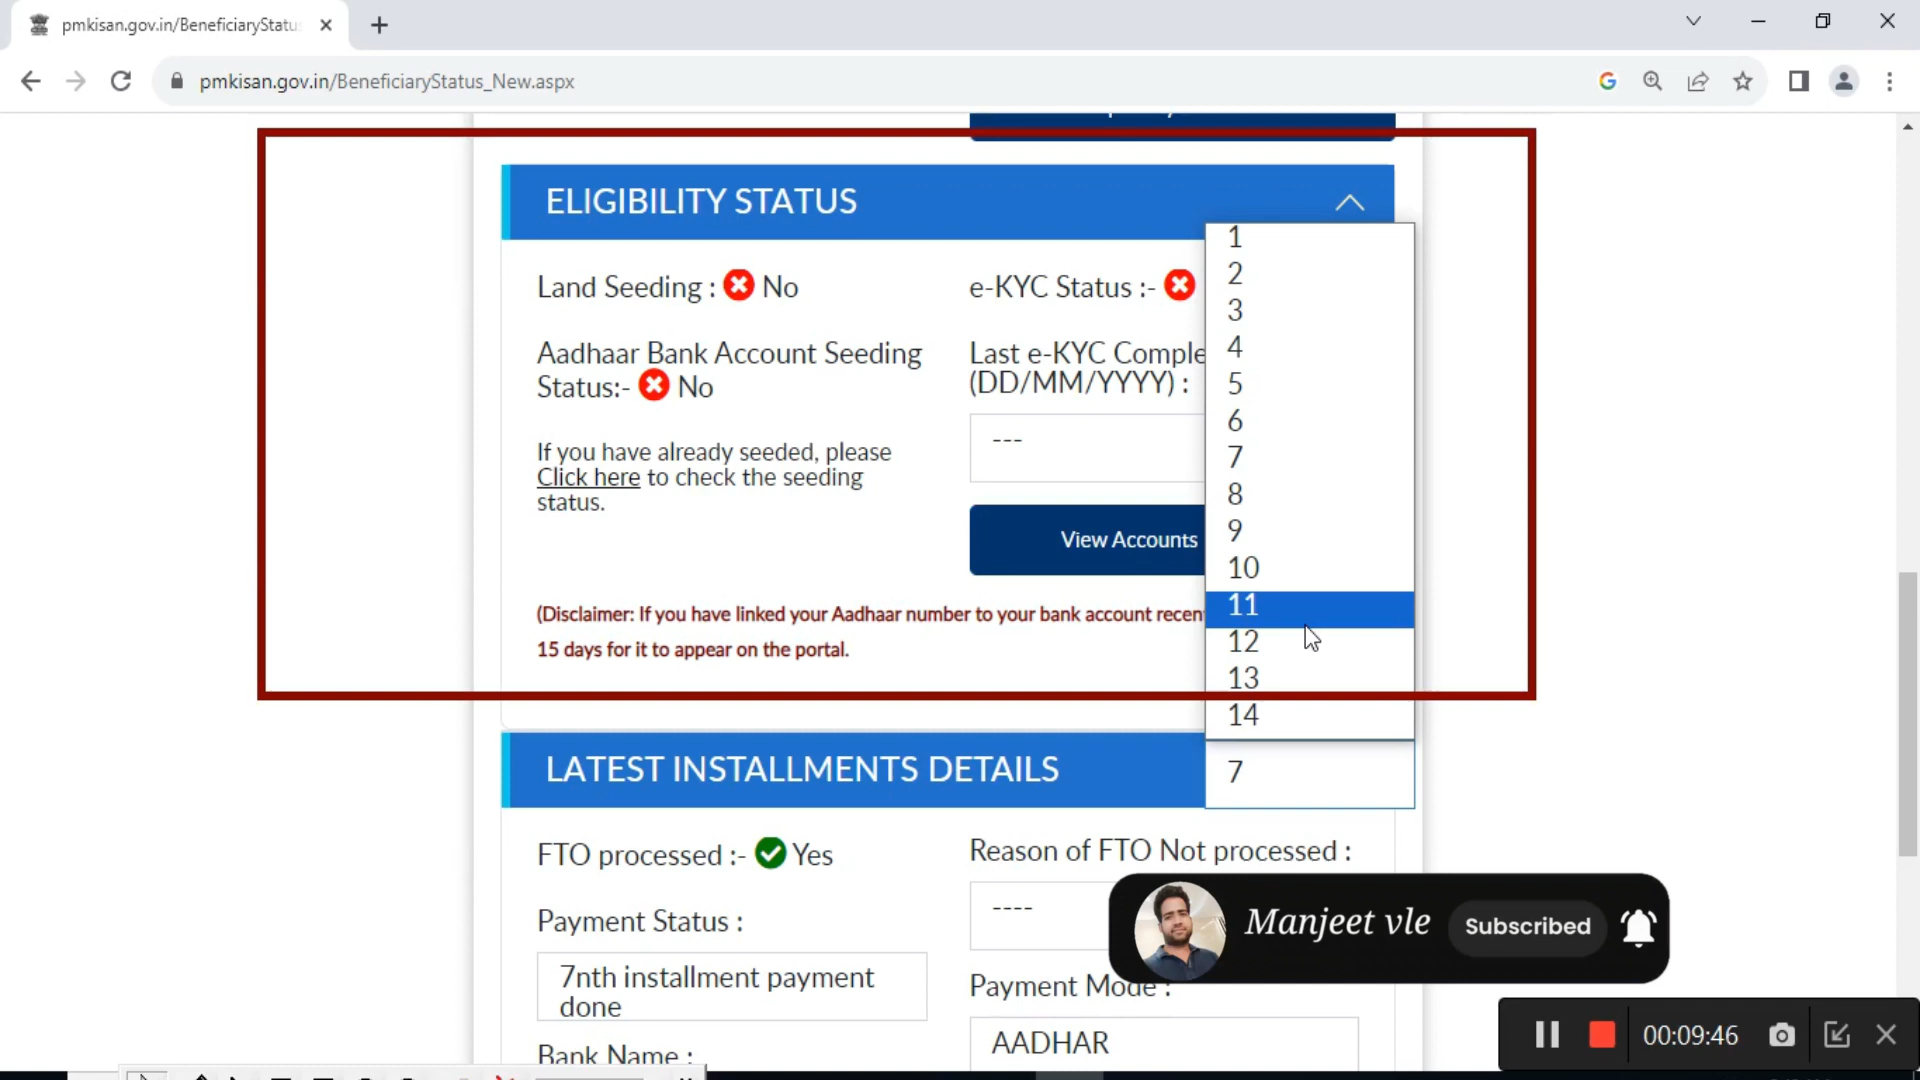 pmkisan.gov.in/BeneficiaryStatu
pmkisan.gov.in/BeneficiaryStatus_New.aspx
ELIGIBILITY STATUS
Land Seeding : No
e-KYC Status :-
Aadhaar Bank Account Seeding
Status:- No
Last e-KYC Comple
(DD/MM/YYYY) :
---
If you have already seeded, please
Click here to check the seeding
status.
View Accounts
(Disclaimer: If you have linked your Aadhaar number to your bank account recen
15 days for it to appear on the portal.
1
2
3
4
5
6
7
8
9
10
11
12
13
14
7
LATEST INSTALLMENTS DETAILS
FTO processed :- Yes
Reason of FTO Not processed :
----
Payment Status :
7nth installment payment
done
Payment Mode :
AADHAR
Bank Name :
Manjeet vle
Subscribed
00:09:46